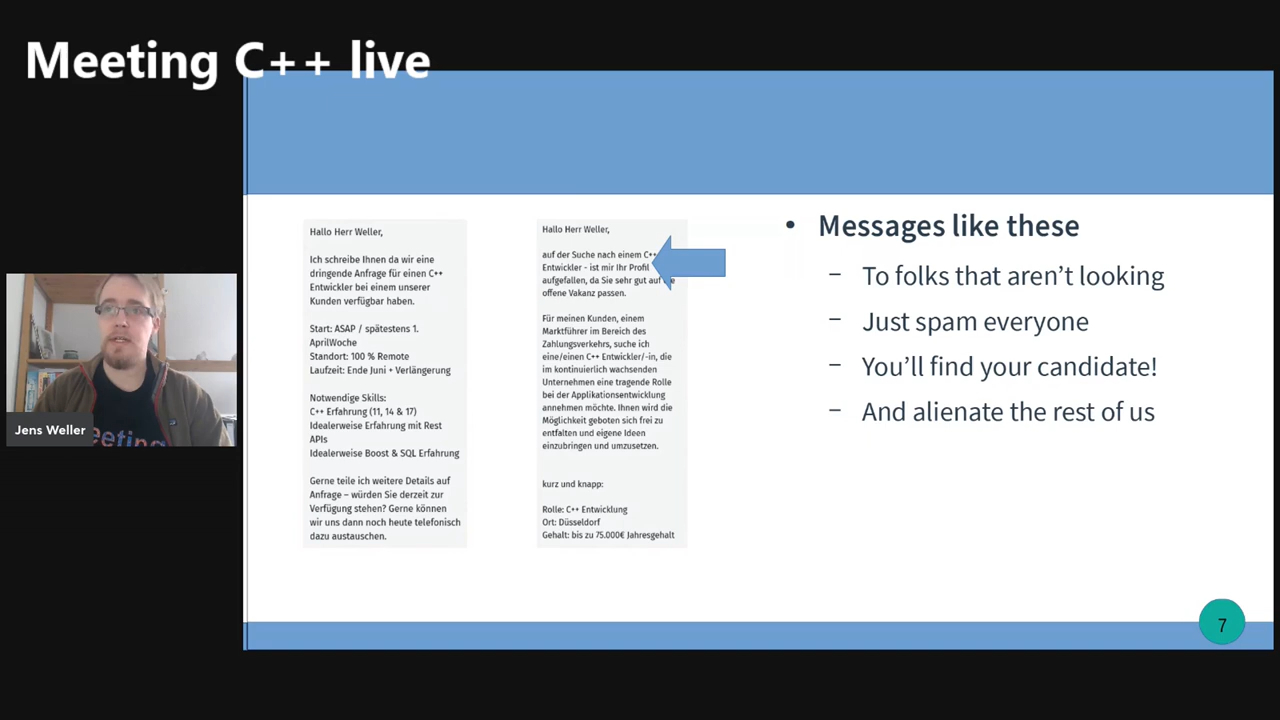 Meeting C++ live
Hallo Herr Weller,
Ich schreibe Ihnen da wir eine
dringende Anfrage für einen C++
Entwickler bei einem unserer
Kunden verfügbar haben.
Start: ASAP / spätestens 1.
AprilWoche
Standort: 100 % Remote
Laufzeit: Ende Juni + Verlängerung
Notwendige Skills:
C++ Erfahrung (11, 14 & 17)
Idealerweise Erfahrung mit Rest
APIs
Idealerweise Boost & SQL Erfahrung
Gerne teile ich weitere Details auf
Anfrage – würden Sie derzeit zur
Verfügung stehen? Gerne können
wir uns dann noch heute telefonisch
dazu austauschen.
Hallo Herr Weller,
auf der Suche nach einem C++
Entwickler - ist mir Ihr Profil
aufgefallen, da Sie sehr gut auf
offene Vakanz passen.
Für meinen Kunden, einem
Marktführer im Bereich des
Zahlungsverkehrs, suche ich
eine/einen C++ Entwickler/-in, die
im kontinuierlich wachsenden
Unternehmen eine tragende Rolle
bei der Applikationsentwicklung
annehmen möchte. Ihnen wird die
Möglichkeit geboten sich frei zu
entfalten und eigene Ideen
einzubringen und umzusetzen.
kurz und knapp:
Rolle: C++ Entwicklung
Ort: Düsseldorf
Gehalt: bis zu 75.000€ Jahresgehalt
• Messages like these
– To folks that aren't looking
– Just spam everyone
– You'll find your candidate!
– And alienate the rest of us
Jens Weller
eeting
7